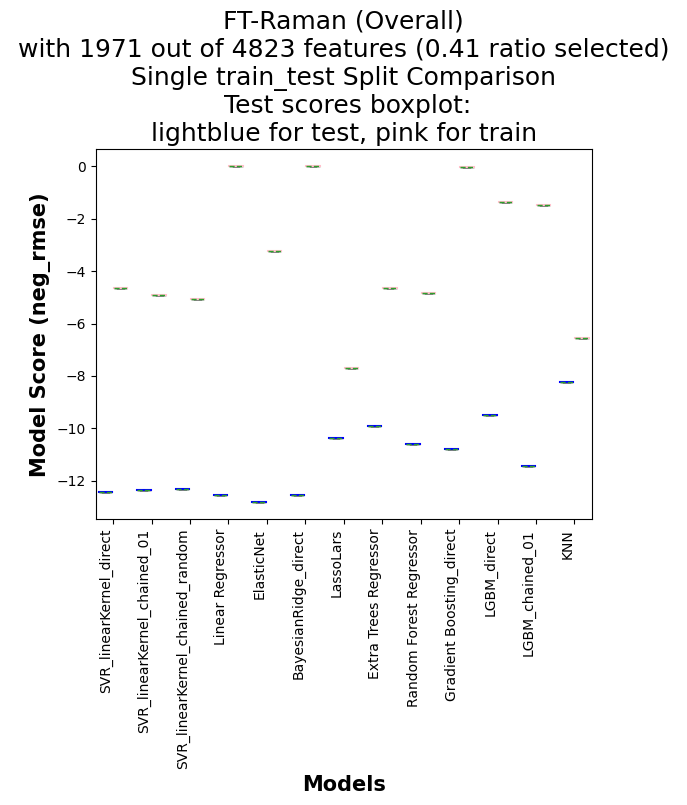 FT-Raman (Overall)
with 1971 out of 4823 features (0.41 ratio selected)
Single train_test Split Comparison
Test scores boxplot:
lightblue for test, pink for train
Model Score (neg_rmse)
0
−2
−4
−6
−8
−10
−12
SVR_linearKernel_direct
SVR_linearKernel_chained_01
SVR_linearKernel_chained_random
Linear Regressor
ElasticNet
BayesianRidge_direct
LassoLars
Extra Trees Regressor
Random Forest Regressor
Gradient Boosting_direct
LGBM_direct
LGBM_chained_01
KNN
Models